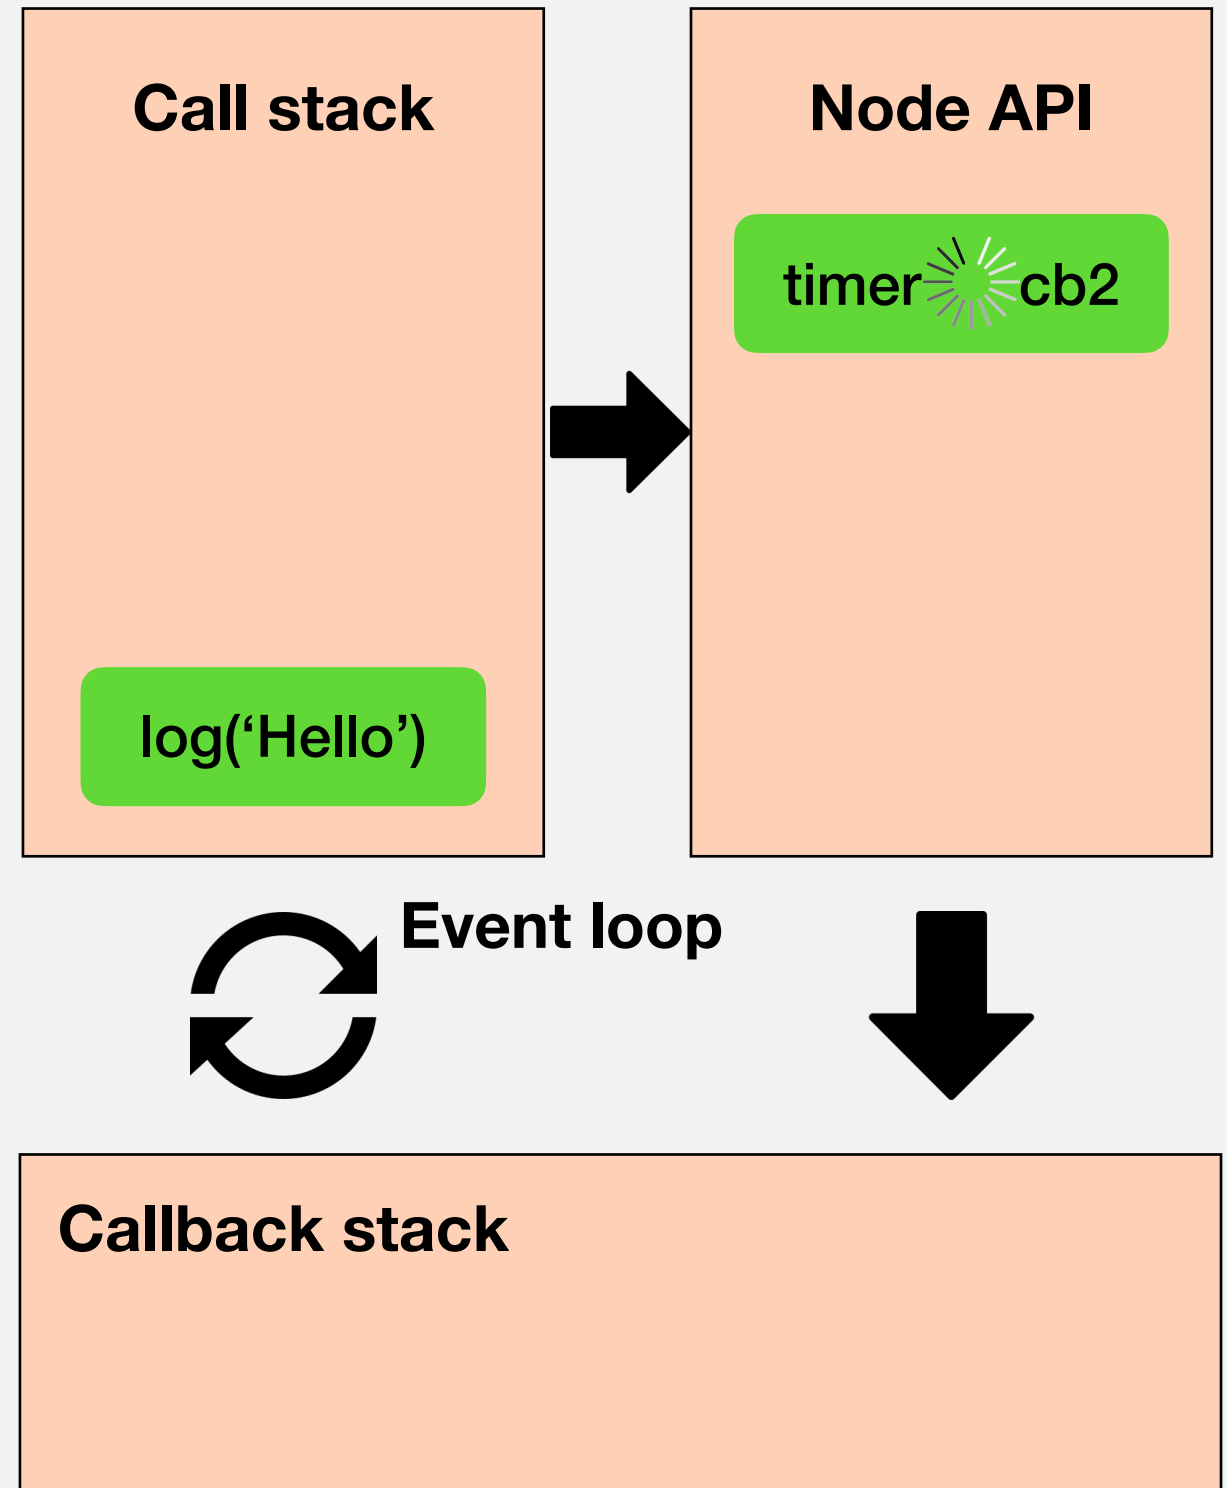 Call stack
Node API
timer cb2
log(‘Hello’)
Event loop
Callback stack